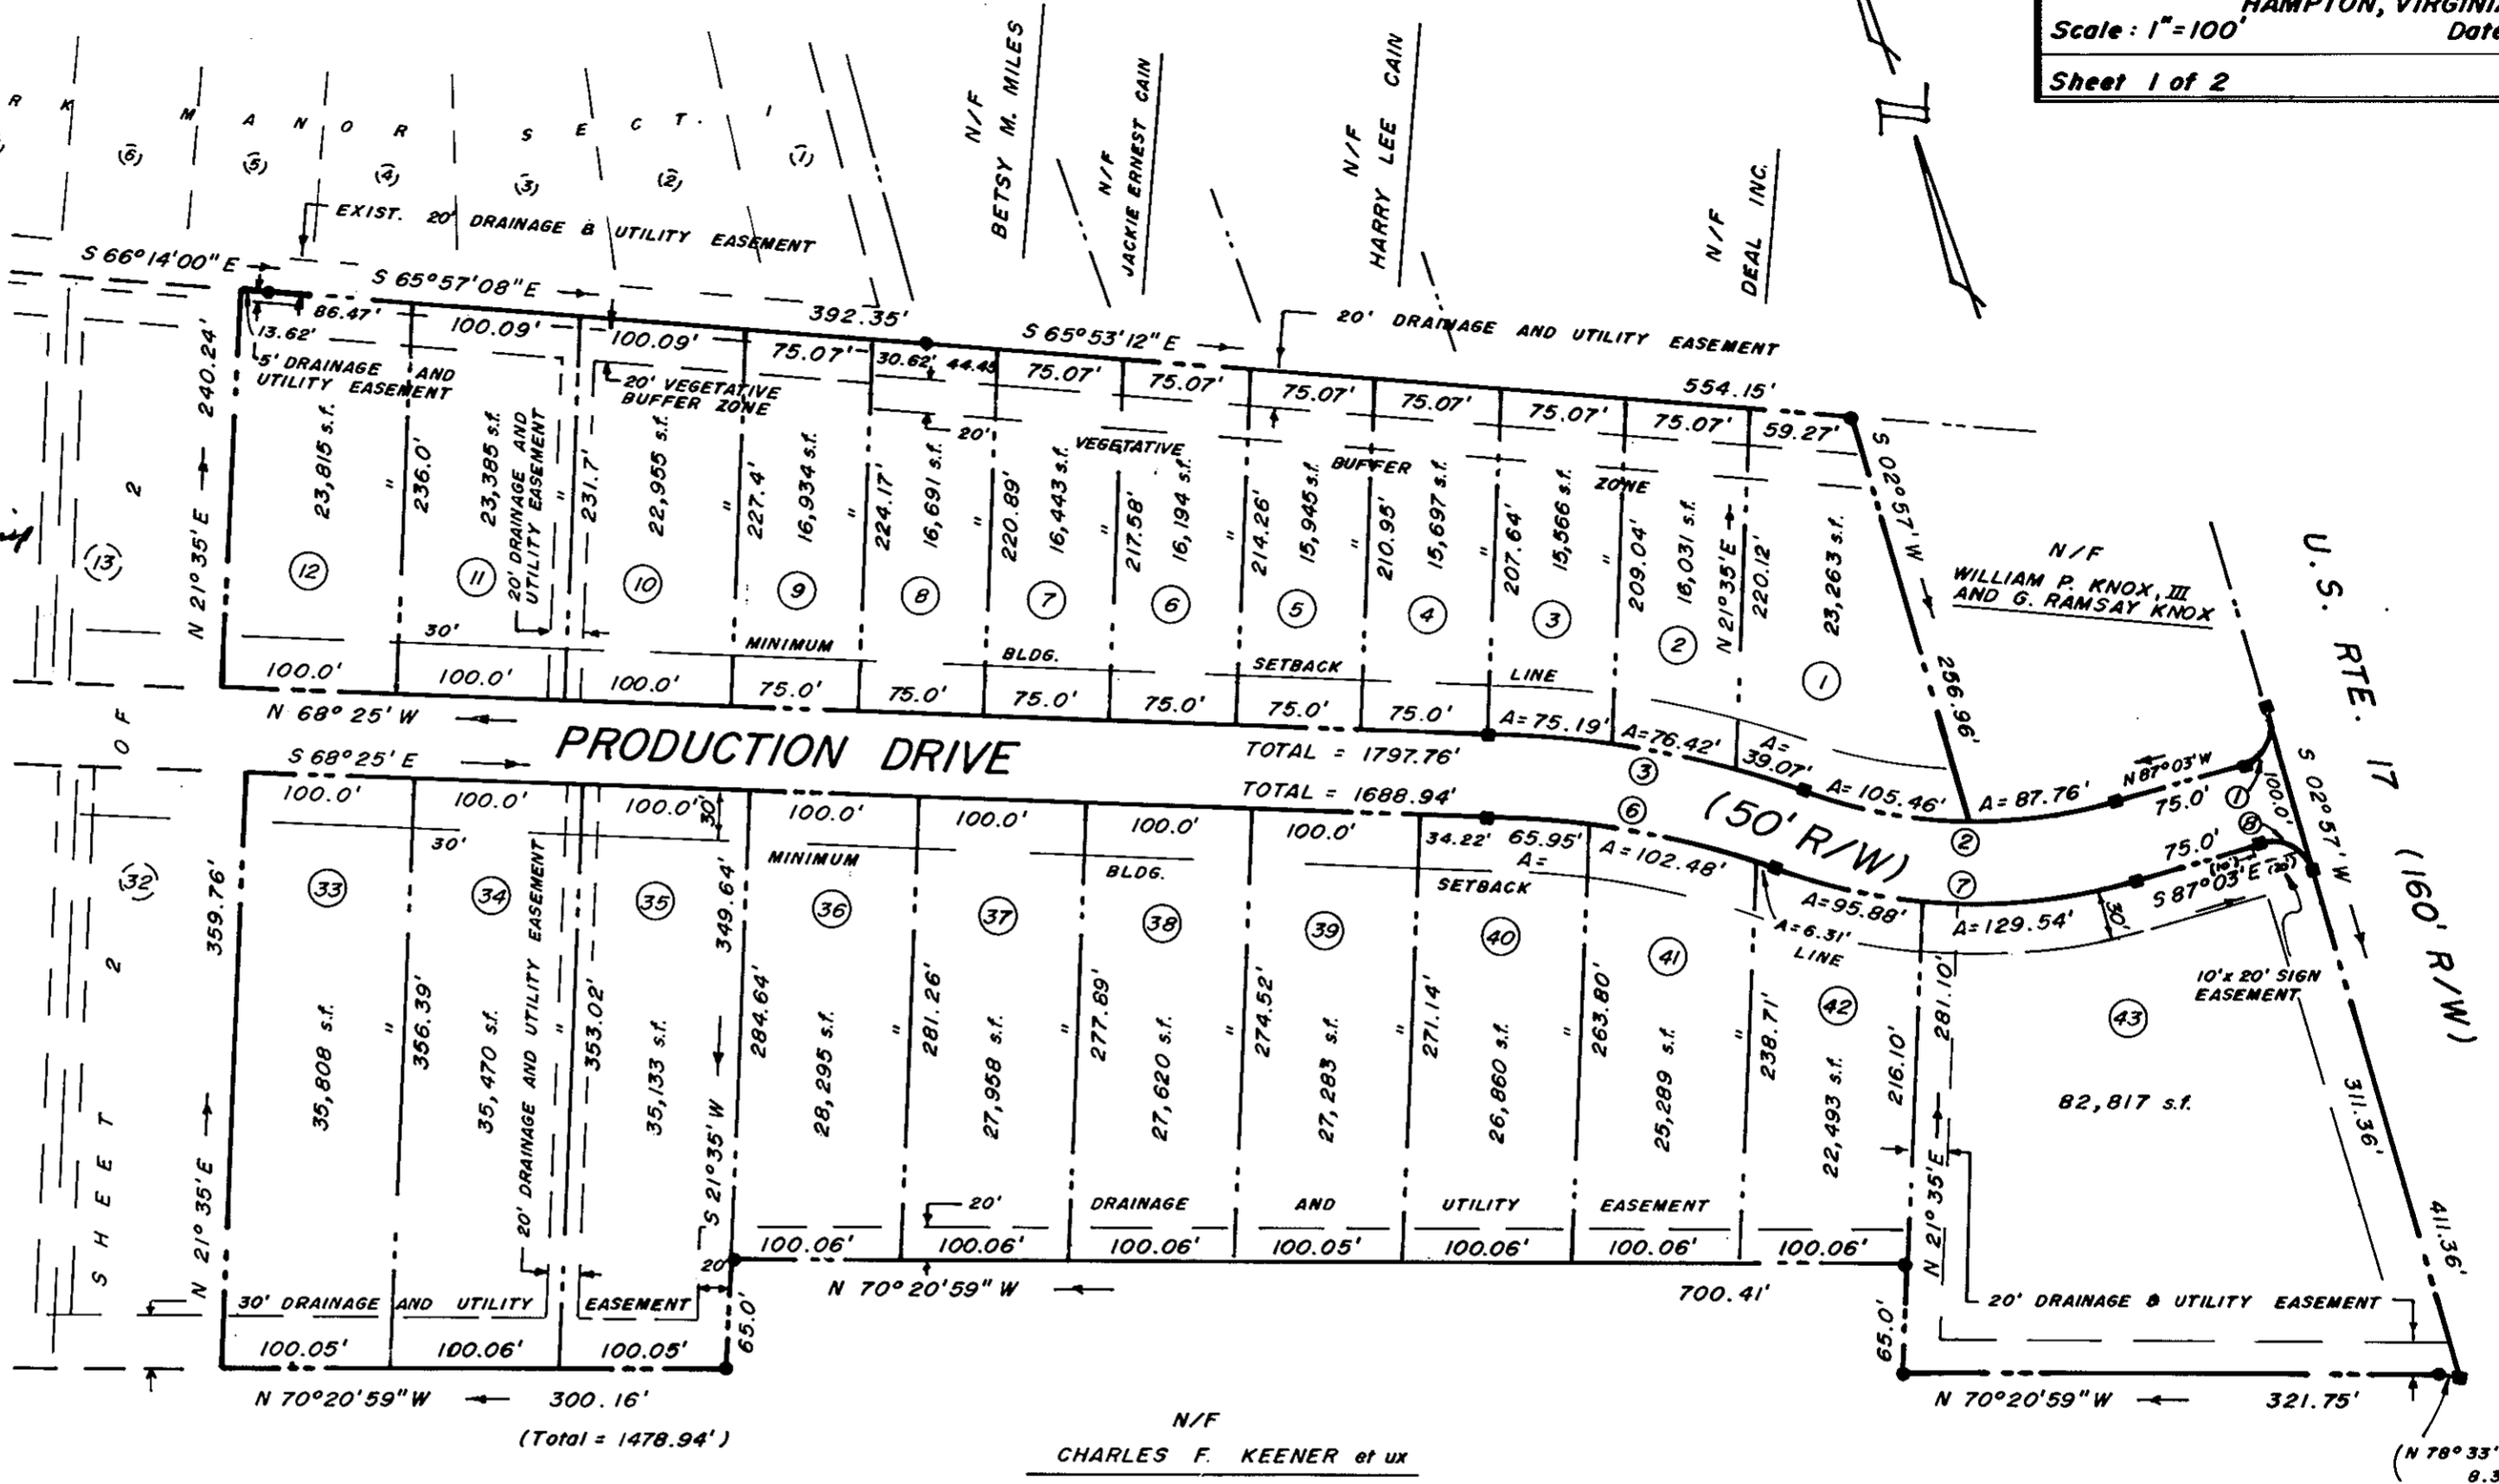 HAMPTON, VIRGINIA
Scale : 1"=100' Date
Sheet 1 of 2
R K M A N O R S E C T. 1
(6)
(5)
(4)
(3)
(2)
(1)
EXIST. 20' DRAINAGE & UTILITY EASEMENT
N/F
BETSY M. MILES
N/F
JACKIE ERNEST CAIN
N/F
HARRY LEE CAIN
N/F
DEAL INC.
S 66°14'00" E
S 65°57'08" E
392.35'
S 65°53'12" E
20' DRAINAGE AND UTILITY EASEMENT
554.15'
13.62'
86.47'
100.09'
100.09'
75.07'
30.62'
44.45
75.07'
75.07'
75.07'
75.07'
75.07'
75.07'
59.27'
5' DRAINAGE AND
UTILITY EASEMENT
20' VEGETATIVE
BUFFER ZONE
20'
VEGETATIVE
BUFFER
ZONE
N 21°35' E 240.24'
23,815 s.f.
"
236.0'
23,385 s.f.
20' DRAINAGE AND
UTILITY EASEMENT
"
231.7'
22,955 s.f.
"
227.4'
16,934 s.f.
"
224.17'
16,691 s.f.
"
220.89'
16,443 s.f.
"
217.58'
16,194 s.f.
"
214.26'
15,945 s.f.
"
210.95'
15,697 s.f.
"
207.64'
15,566 s.f.
"
209.04'
16,031 s.f.
N 21°35' E
220.12'
23,263 s.f.
S 02°57' W
256.96'
2
(13)
12
11
10
9
8
7
6
5
4
3
2
1
N/F
WILLIAM P. KNOX, III
AND G. RAMSAY KNOX
U.S. RTE. 17 (160' R/W)
30'
MINIMUM BLDG. SETBACK LINE
100.0'
100.0'
100.0'
75.0'
75.0'
75.0'
75.0'
75.0'
75.0'
A=75.19'
A=76.42'
A=
39.07'
A=105.46'
A=87.76'
N 87°03' W
75.0'
1
100.0'
S 02°57' W
N 68°25' W
PRODUCTION DRIVE
TOTAL = 1797.76'
3
(50' R/W)
2
S 68°25' E
TOTAL = 1688.94'
6
7
8
75.0'
S 87°03' E
(10')
(20')
OF
100.0'
100.0'
100.0'
30'
100.0'
100.0'
100.0'
100.0'
34.22'
65.95'
A=
A=102.48'
A=6.31'
A=95.88'
A=129.54'
30'
30'
MINIMUM
BLDG.
SETBACK
LINE
10' x 20' SIGN
EASEMENT
(32)
33
34
35
36
37
38
39
40
41
42
43
SHEET 2
359.76'
N 21°35' E
35,808 s.f.
"
356.39'
35,470 s.f.
20' DRAINAGE AND UTILITY EASEMENT
"
353.02'
35,133 s.f.
349.64'
S 21°35' W
284.64'
28,295 s.f.
"
281.26'
27,958 s.f.
"
277.89'
27,620 s.f.
"
274.52'
27,283 s.f.
"
271.14'
26,860 s.f.
"
263.80'
25,289 s.f.
"
238.71'
22,493 s.f.
216.10'
281.10'
N 21°35' E
82,817 s.f.
311.36'
411.36'
20' DRAINAGE AND UTILITY EASEMENT
100.06'
100.06'
100.06'
100.05'
100.06'
100.06'
100.06'
20'
65.0'
N 70°20'59" W
700.41'
65.0'
30' DRAINAGE AND UTILITY EASEMENT
20' DRAINAGE & UTILITY EASEMENT
100.05'
100.06'
100.05'
N 70°20'59" W 300.16'
(Total = 1478.94')
N 70°20'59" W 321.75'
N/F
CHARLES F. KEENER et ux
(N 78°33'
8.3